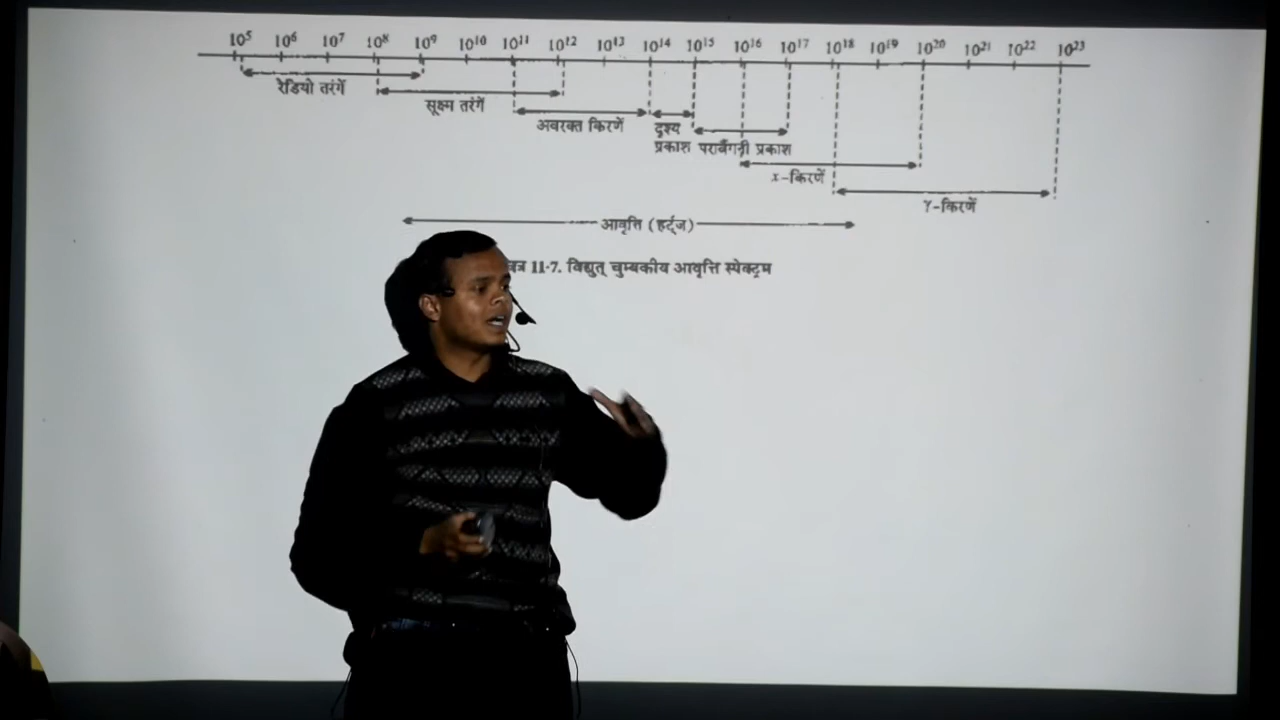 10⁵ 10⁶ 10⁷ 10⁸ 10⁹ 10¹⁰ 10¹¹ 10¹² 10¹³ 10¹⁴ 10¹⁵ 10¹⁶ 10¹⁷ 10¹⁸ 10¹⁹ 10²⁰ 10²¹ 10²² 10²³
रेडियो तरंगें
सूक्ष्म तरंगें
अवरक्त किरणें
दृश्य
प्रकाश पराबैंगनी प्रकाश
x-किरणें
γ-किरणें
आवृत्ति (हर्ट्ज)
11·7. विद्युत् चुम्बकीय आवृत्ति स्पेक्ट्रम